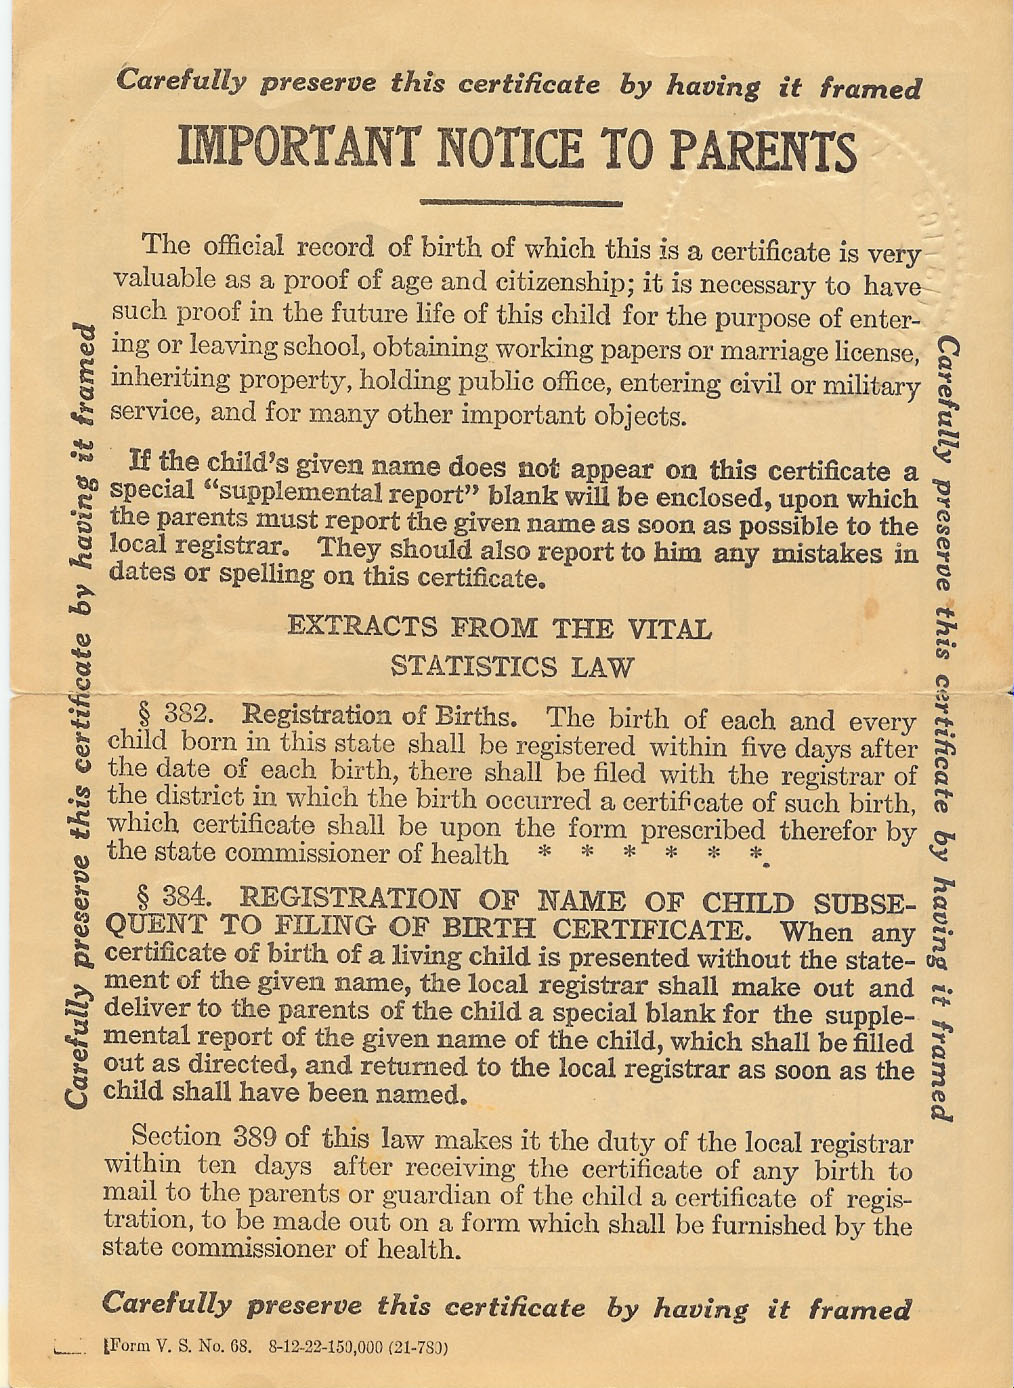 Carefully preserve this certificate by having it framed
IMPORTANT NOTICE TO PARENTS
The official record of birth of which this is a certificate is very
valuable as a proof of age and citizenship; it is necessary to have
such proof in the future life of this child for the purpose of enter-
ing or leaving school, obtaining working papers or marriage license,
inheriting property, holding public office, entering civil or military
service, and for many other important objects.
If the child's given name does not appear on this certificate a
special "supplemental report" blank will be enclosed, upon which
the parents must report the given name as soon as possible to the
local registrar. They should also report to him any mistakes in
dates or spelling on this certificate.
EXTRACTS FROM THE VITAL
STATISTICS LAW
§ 382. Registration of Births. The birth of each and every
child born in this state shall be registered within five days after
the date of each birth, there shall be filed with the registrar of
the district in which the birth occurred a certificate of such birth,
which certificate shall be upon the form prescribed therefor by
the state commissioner of health * * * * * *.
§ 384. REGISTRATION OF NAME OF CHILD SUBSE-
QUENT TO FILING OF BIRTH CERTIFICATE. When any
certificate of birth of a living child is presented without the state-
ment of the given name, the local registrar shall make out and
deliver to the parents of the child a special blank for the supple-
mental report of the given name of the child, which shall be filled
out as directed, and returned to the local registrar as soon as the
child shall have been named.
Section 389 of this law makes it the duty of the local registrar
within ten days after receiving the certificate of any birth to
mail to the parents or guardian of the child a certificate of regis-
tration, to be made out on a form which shall be furnished by the
state commissioner of health.
Carefully preserve this certificate by having it framed
Form V. S. No. 68. 8-12-22-150,000 (21-780)
Carefully preserve this certificate by having it framed
Carefully preserve this certificate by having it framed